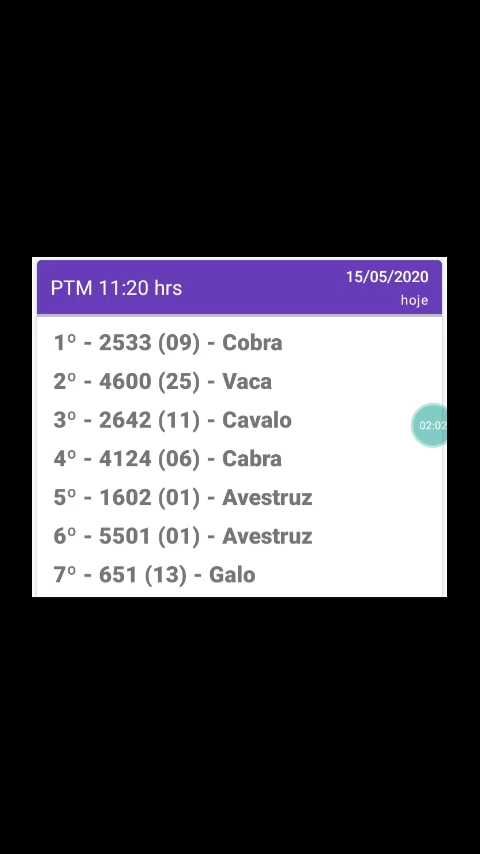 PTM 11:20 hrs
15/05/2020
hoje
1º - 2533 (09) - Cobra
2º - 4600 (25) - Vaca
3º - 2642 (11) - Cavalo
02:02
4º - 4124 (06) - Cabra
5º - 1602 (01) - Avestruz
6º - 5501 (01) - Avestruz
7º - 651 (13) - Galo